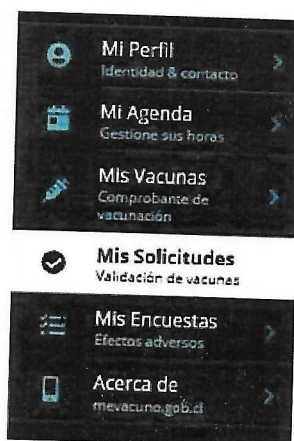 Mi Perfil
Identidad & contacto
Mi Agenda
Gestione sus horas
Mis Vacunas
Comprobante de
vacunación
Mis Solicitudes
Validación de vacunas
Mis Encuestas
Efectos adversos
Acerca de
mevacuno.gob.cl